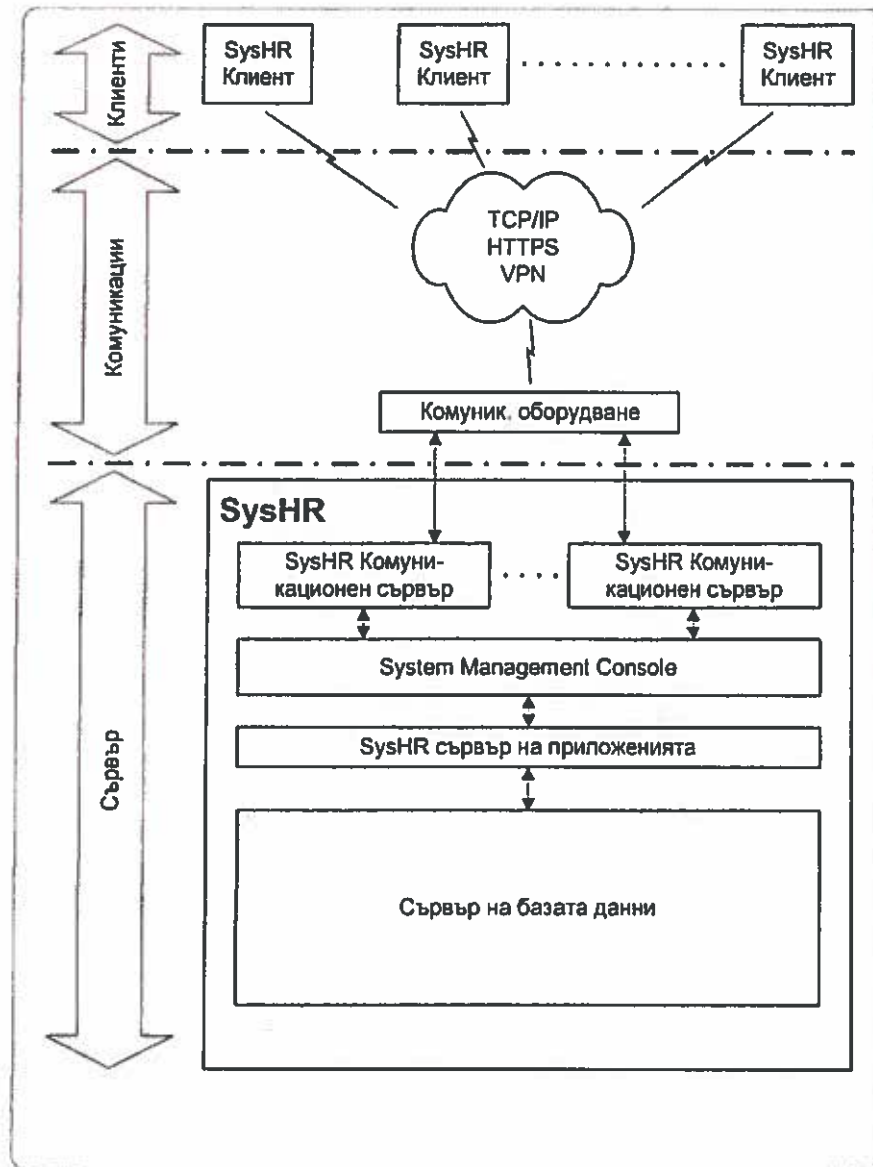 SysHR
Клиент
SysHR
Клиент
SysHR
Клиент
Клиенти
TCP/IP
HTTPS
VPN
Комуникации
Комуник. оборудване
SysHR
SysHR Комуни-
кационен сървър
SysHR Комуни-
кационен сървър
System Management Console
SysHR сървър на приложенията
Сървър
Сървър на базата данни